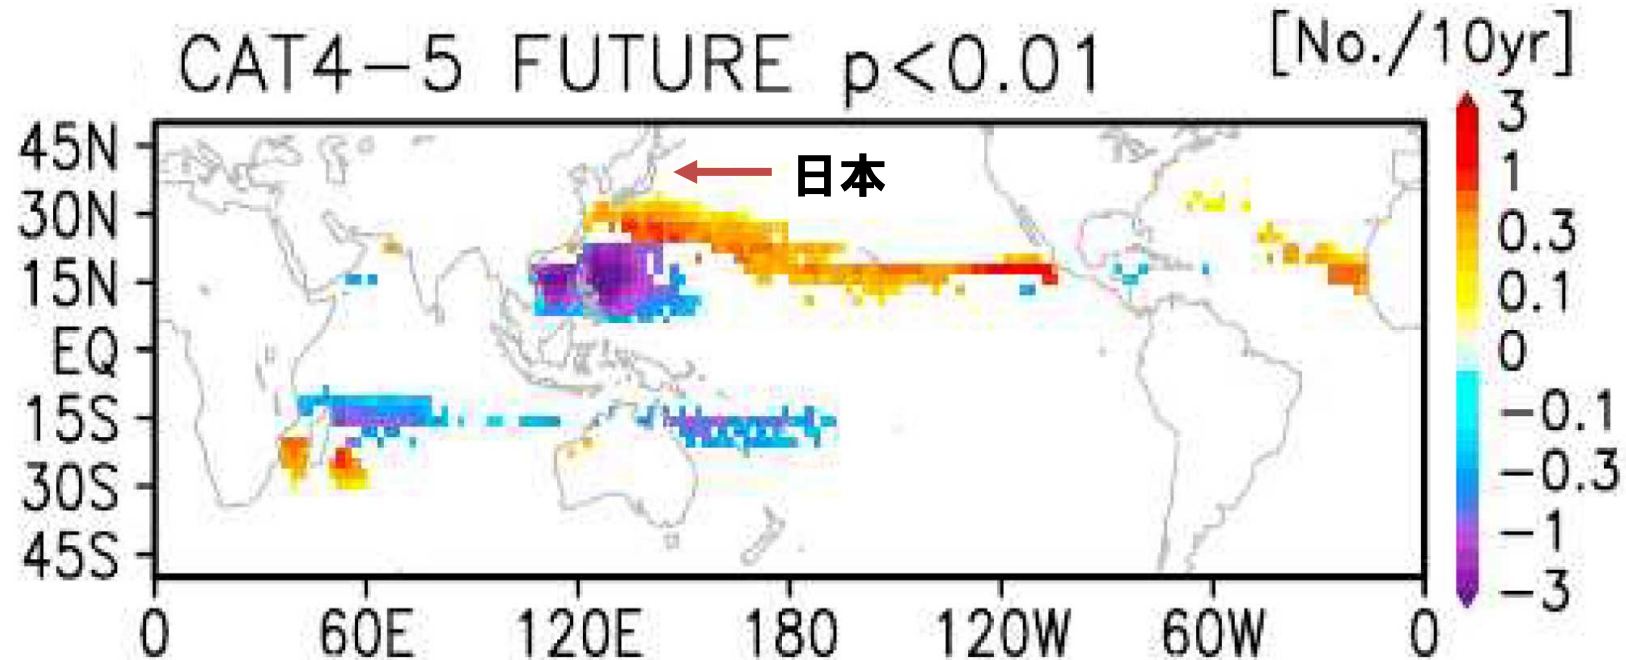 CAT4-5 FUTURE p<0.01
[No./10yr]
日本
45N
30N
15N
EQ
15S
30S
45S
0 60E 120E 180 120W 60W 0
3
1
0.3
0.1
0
-0.1
-0.3
-1
-3